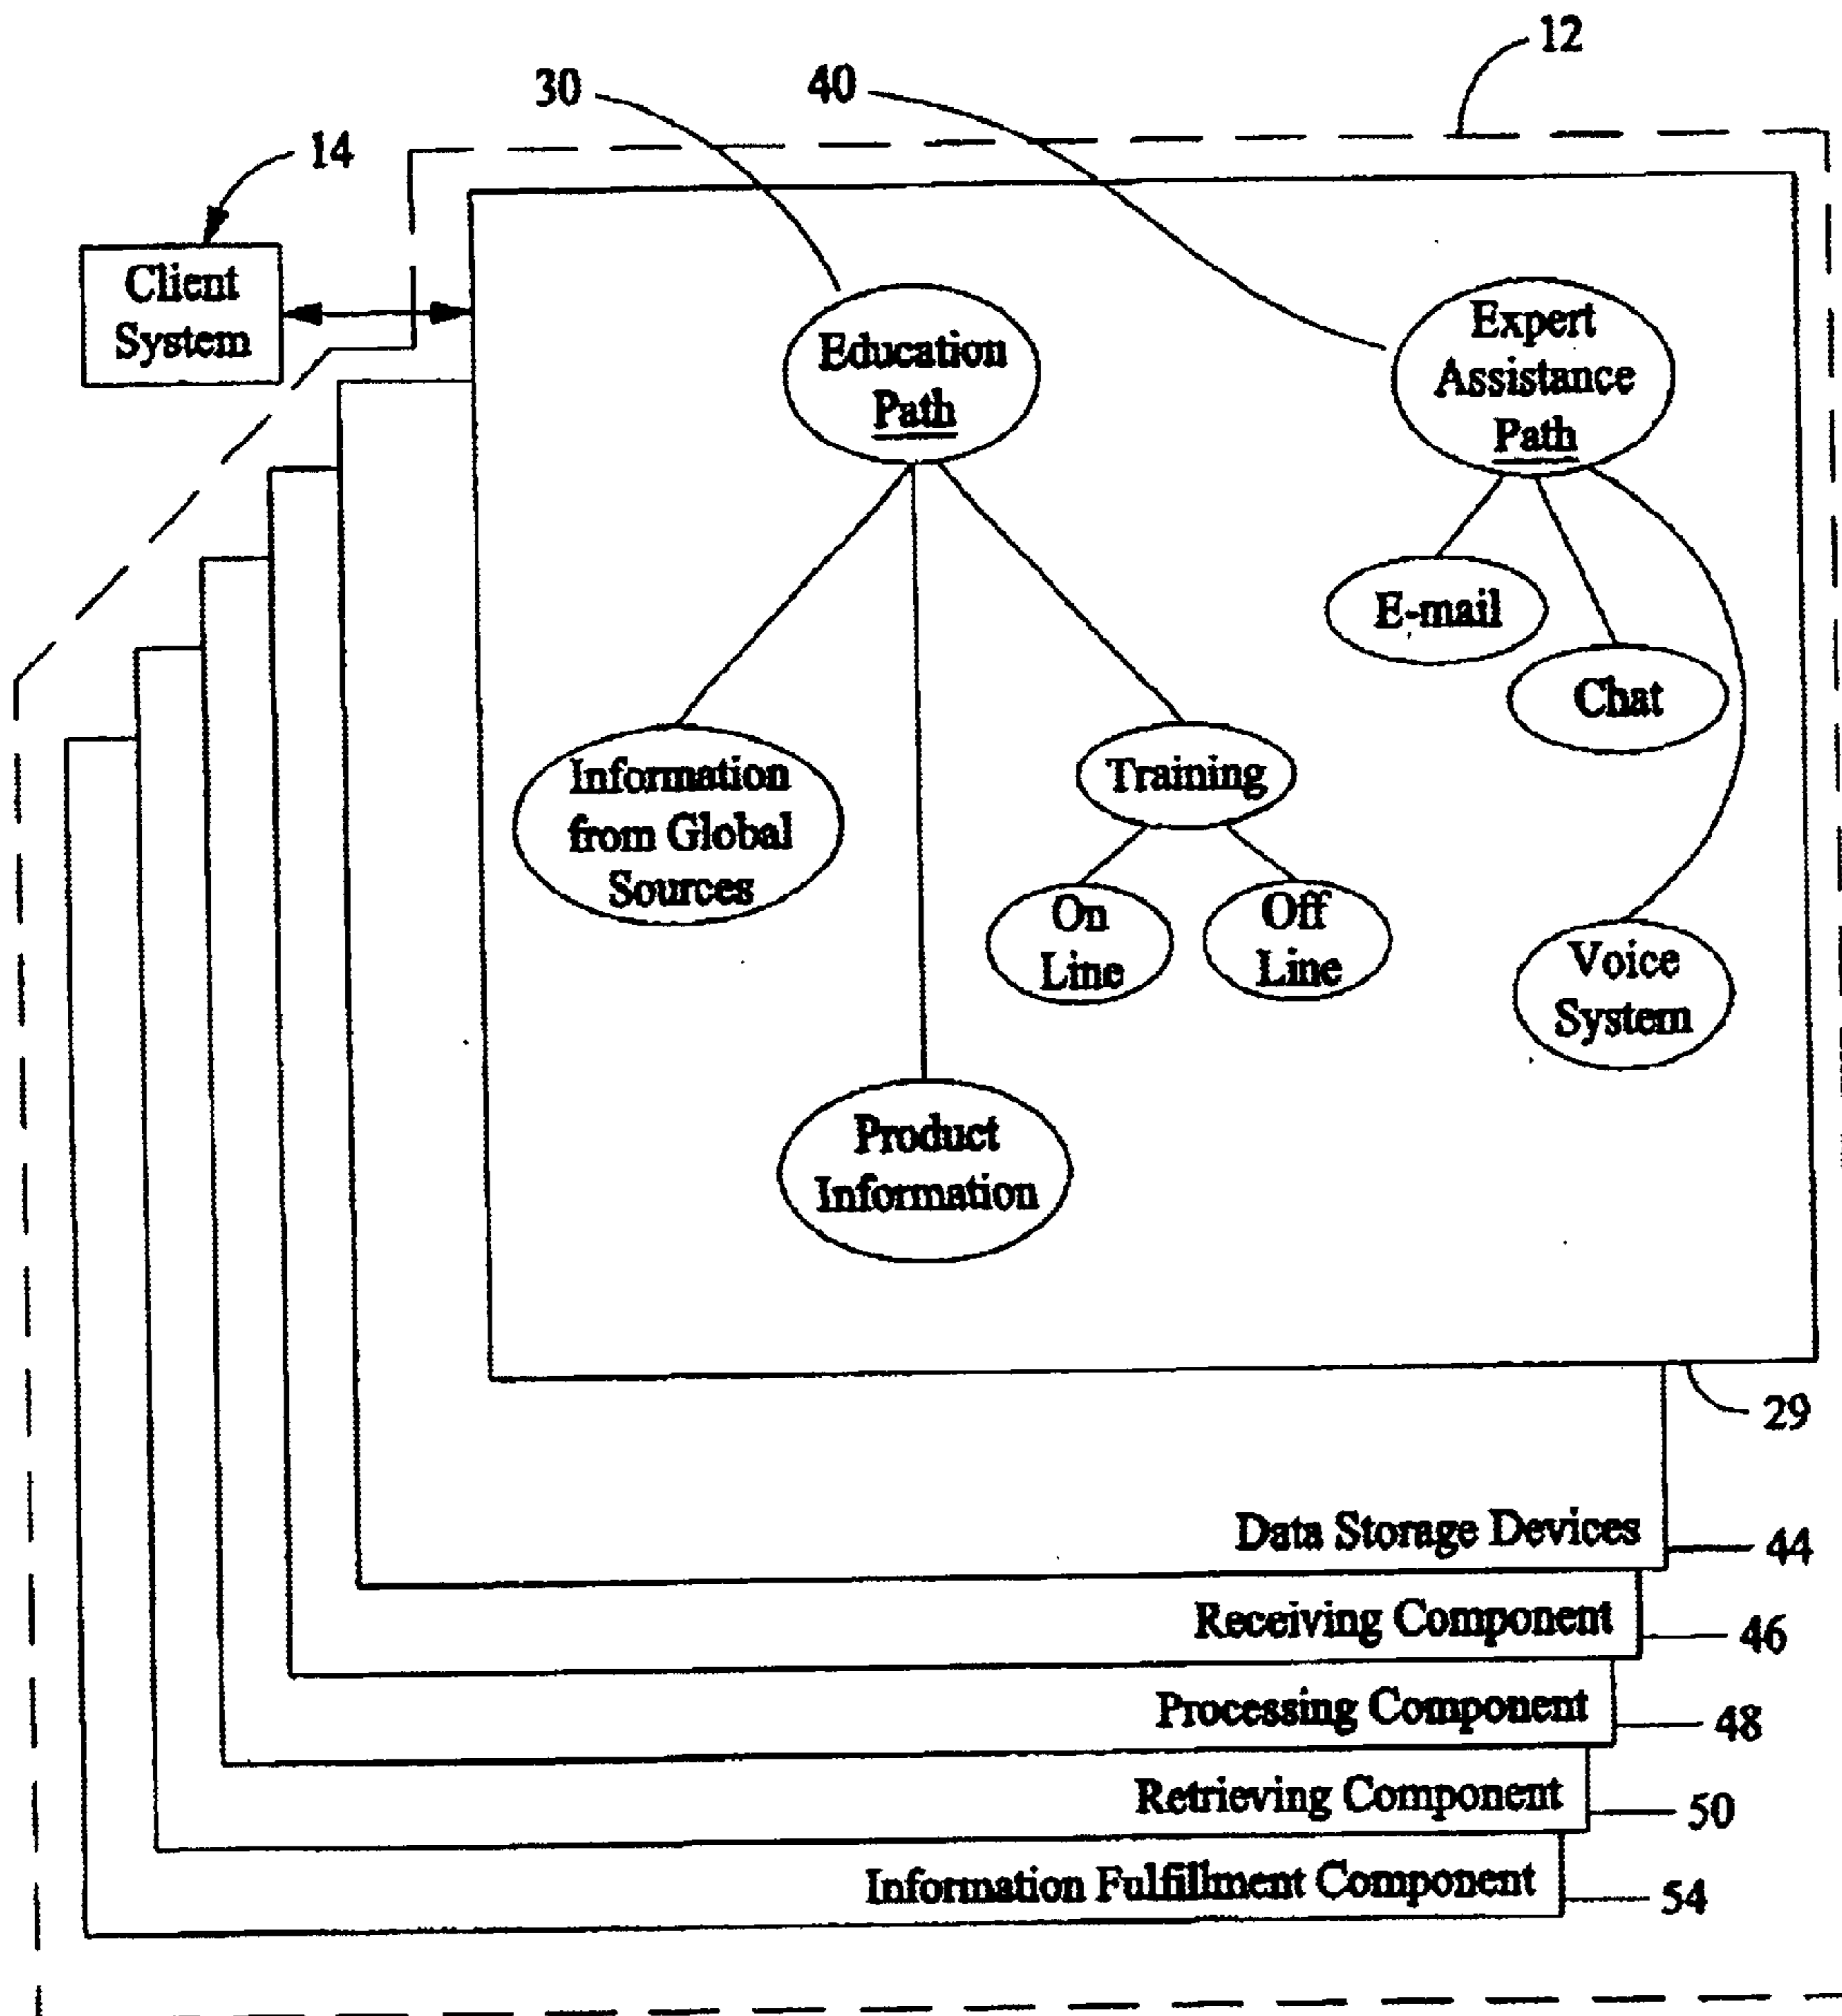 12
30
40
14
Client
System
Education
Path
Expert
Assistance
Path
E-mail
Chat
Information
from Global
Sources
Training
On
Line
Off
Line
Voice
System
Product
Information
29
Data Storage Devices
44
Receiving Component
46
Processing Component
48
Retrieving Component
50
Information Fulfillment Component
54